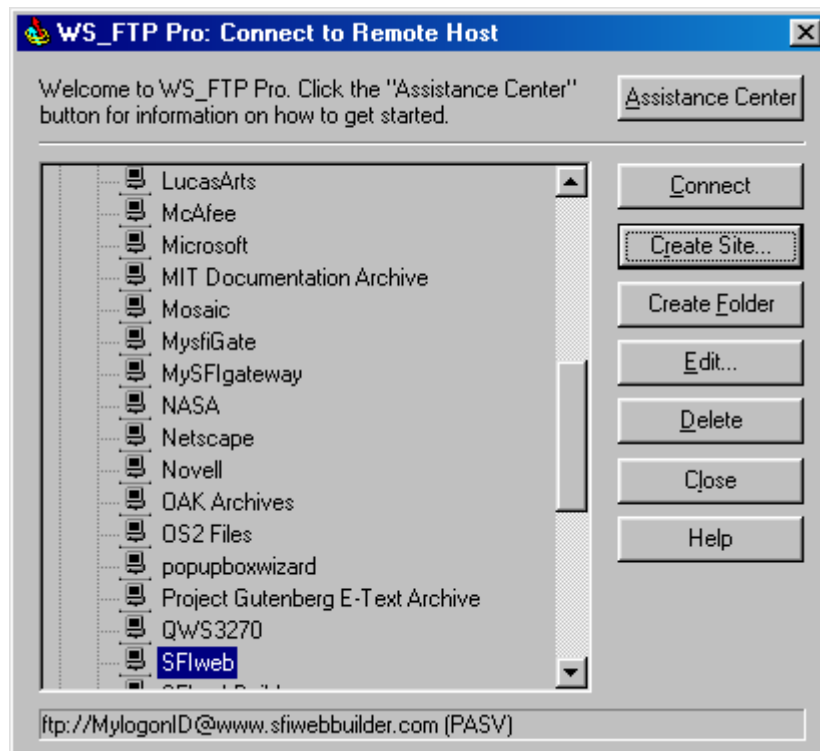 WS_FTP Pro: Connect to Remote Host
Welcome to WS_FTP Pro. Click the "Assistance Center"
button for information on how to get started.
Assistance Center
LucasArts
McAfee
Microsoft
MIT Documentation Archive
Mosaic
MysfiGate
MySFIgateway
NASA
Netscape
Novell
OAK Archives
OS2 Files
popupboxwizard
Project Gutenberg E-Text Archive
QWS3270
SFIweb
Connect
Create Site...
Create Folder
Edit...
Delete
Close
Help
ftp://MylogonID@www.sfiwebbuilder.com (PASV)